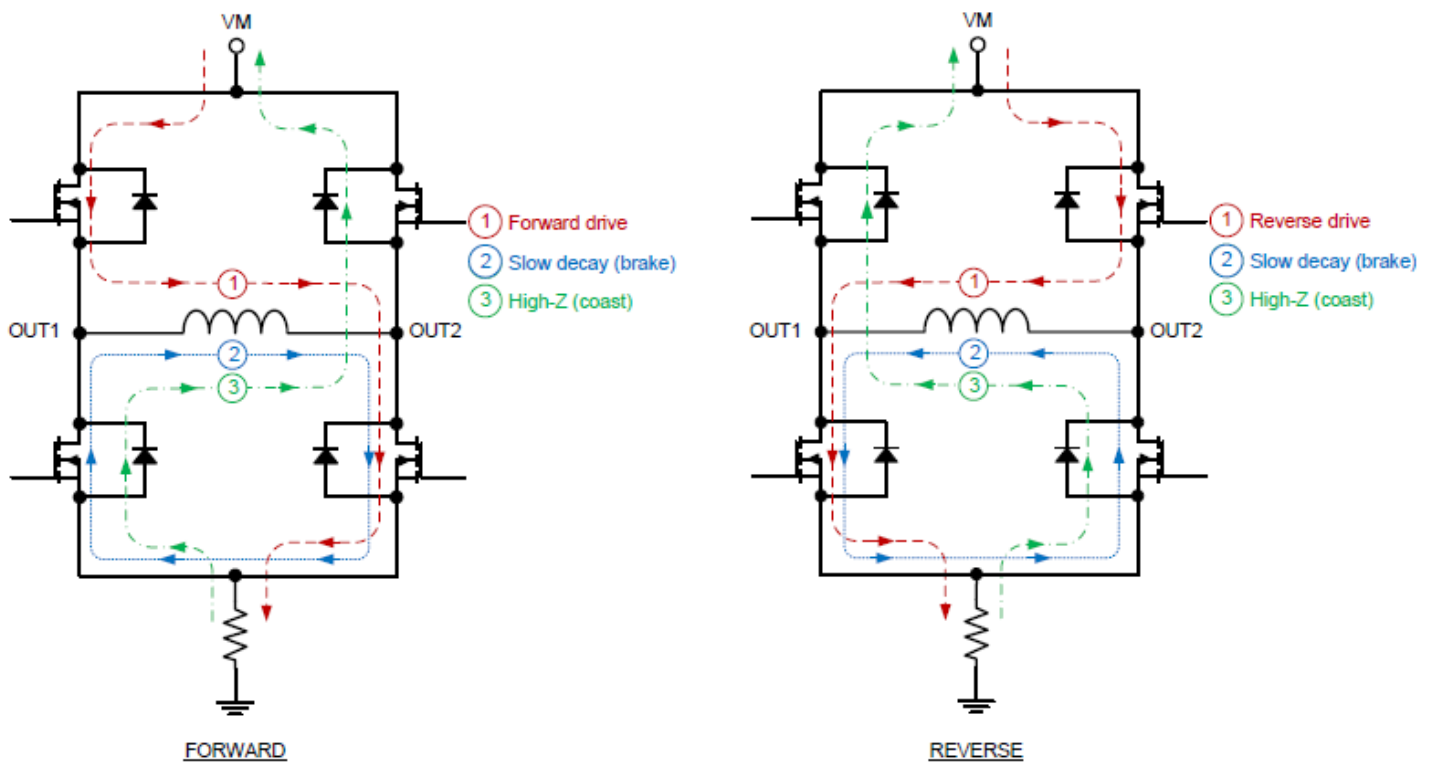 VM
1 Forward drive
2 Slow decay (brake)
3 High-Z (coast)
1
OUT1
OUT2
2
3
FORWARD
VM
1 Reverse drive
2 Slow decay (brake)
3 High-Z (coast)
1
OUT1
OUT2
2
3
REVERSE